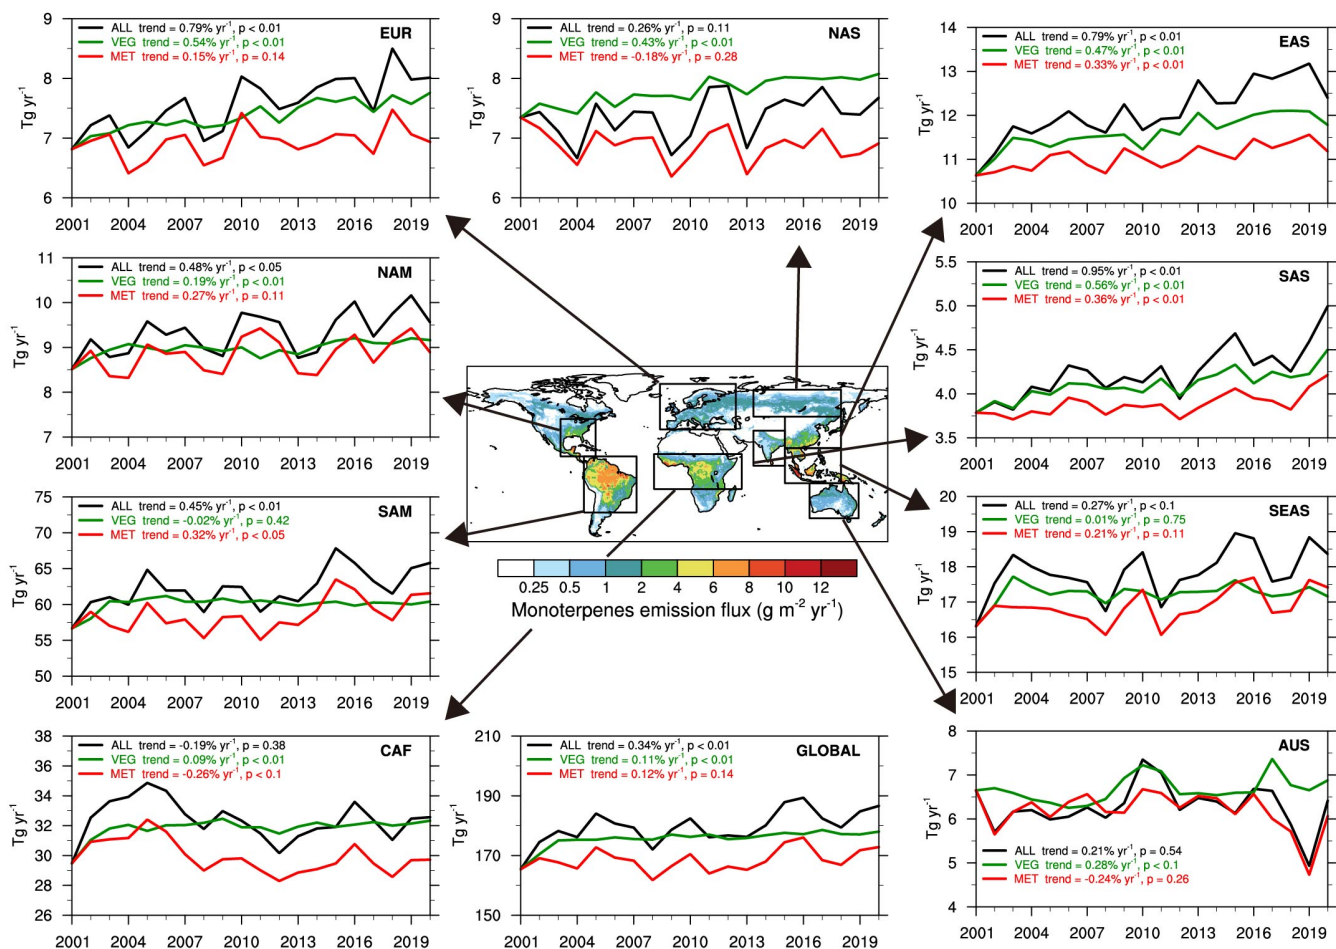 EUR
ALL trend = 0.79% yr⁻¹, p < 0.01
VEG trend = 0.54% yr⁻¹, p < 0.01
MET trend = 0.15% yr⁻¹, p = 0.14
Tg yr⁻¹
9
8
7
6
2001 2004 2007 2010 2013 2016 2019
NAS
ALL trend = 0.26% yr⁻¹, p = 0.11
VEG trend = 0.43% yr⁻¹, p < 0.01
MET trend = -0.18% yr⁻¹, p = 0.28
Tg yr⁻¹
9
8
7
6
2001 2004 2007 2010 2013 2016 2019
EAS
ALL trend = 0.79% yr⁻¹, p < 0.01
VEG trend = 0.47% yr⁻¹, p < 0.01
MET trend = 0.33% yr⁻¹, p < 0.01
Tg yr⁻¹
14
13
12
11
10
2001 2004 2007 2010 2013 2016 2019
NAM
ALL trend = 0.48% yr⁻¹, p < 0.05
VEG trend = 0.19% yr⁻¹, p < 0.01
MET trend = 0.27% yr⁻¹, p = 0.11
Tg yr⁻¹
11
10
9
8
7
2001 2004 2007 2010 2013 2016 2019
SAS
ALL trend = 0.95% yr⁻¹, p < 0.01
VEG trend = 0.56% yr⁻¹, p < 0.01
MET trend = 0.36% yr⁻¹, p < 0.01
Tg yr⁻¹
5.5
5.0
4.5
4.0
3.5
2001 2004 2007 2010 2013 2016 2019
0.25 0.5 1 2 4 6 8 10 12
Monoterpenes emission flux (g m⁻² yr⁻¹)
SAM
ALL trend = 0.45% yr⁻¹, p < 0.01
VEG trend = -0.02% yr⁻¹, p = 0.42
MET trend = 0.32% yr⁻¹, p < 0.05
Tg yr⁻¹
75
70
65
60
55
50
2001 2004 2007 2010 2013 2016 2019
SEAS
ALL trend = 0.27% yr⁻¹, p < 0.1
VEG trend = 0.01% yr⁻¹, p = 0.75
MET trend = 0.21% yr⁻¹, p = 0.11
Tg yr⁻¹
20
19
18
17
16
15
2001 2004 2007 2010 2013 2016 2019
CAF
ALL trend = -0.19% yr⁻¹, p = 0.38
VEG trend = 0.09% yr⁻¹, p < 0.01
MET trend = -0.26% yr⁻¹, p < 0.1
Tg yr⁻¹
38
36
34
32
30
28
26
2001 2004 2007 2010 2013 2016 2019
GLOBAL
ALL trend = 0.34% yr⁻¹, p < 0.01
VEG trend = 0.11% yr⁻¹, p < 0.01
MET trend = 0.12% yr⁻¹, p = 0.14
Tg yr⁻¹
210
190
170
150
2001 2004 2007 2010 2013 2016 2019
AUS
ALL trend = 0.21% yr⁻¹, p = 0.54
VEG trend = 0.28% yr⁻¹, p < 0.1
MET trend = -0.24% yr⁻¹, p = 0.26
Tg yr⁻¹
8
7
6
5
4
2001 2004 2007 2010 2013 2016 2019